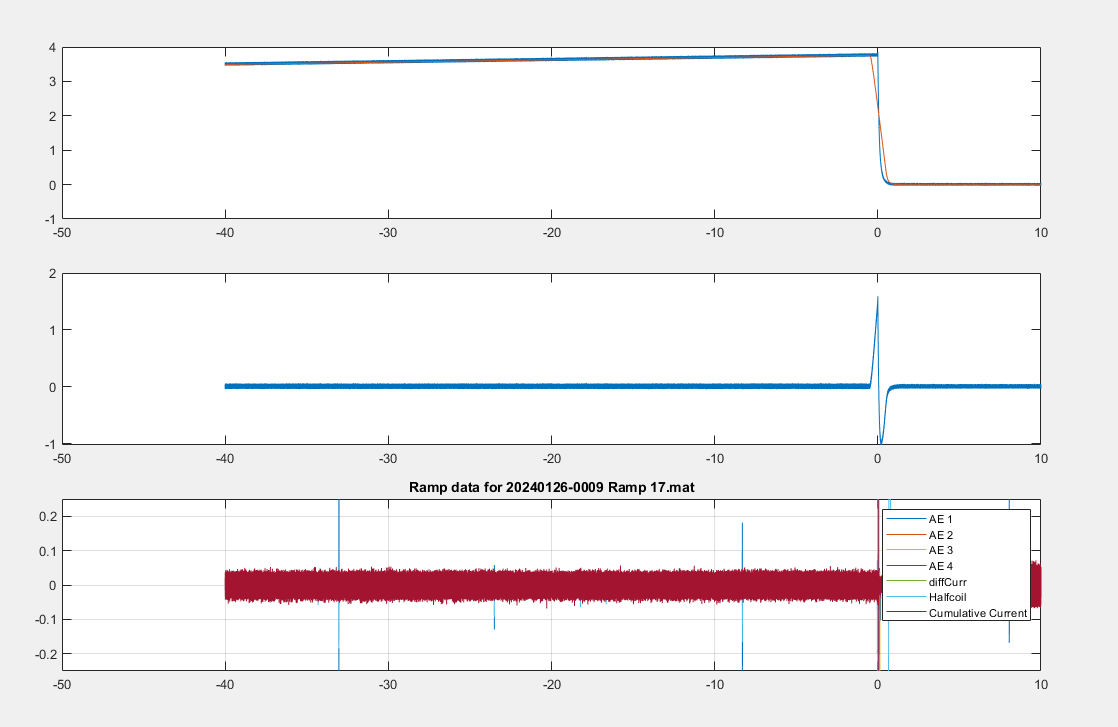 4
3
2
1
0
-1
-50 -40 -30 -20 -10 0 10
2
1
0
-1
-50 -40 -30 -20 -10 0 10
Ramp data for 20240126-0009 Ramp 17.mat
0.2
0.1
0
-0.1
-0.2
AE 1
AE 2
AE 3
AE 4
diffCurr
Halfcoil
Cumulative Current
-50 -40 -30 -20 -10 0 10